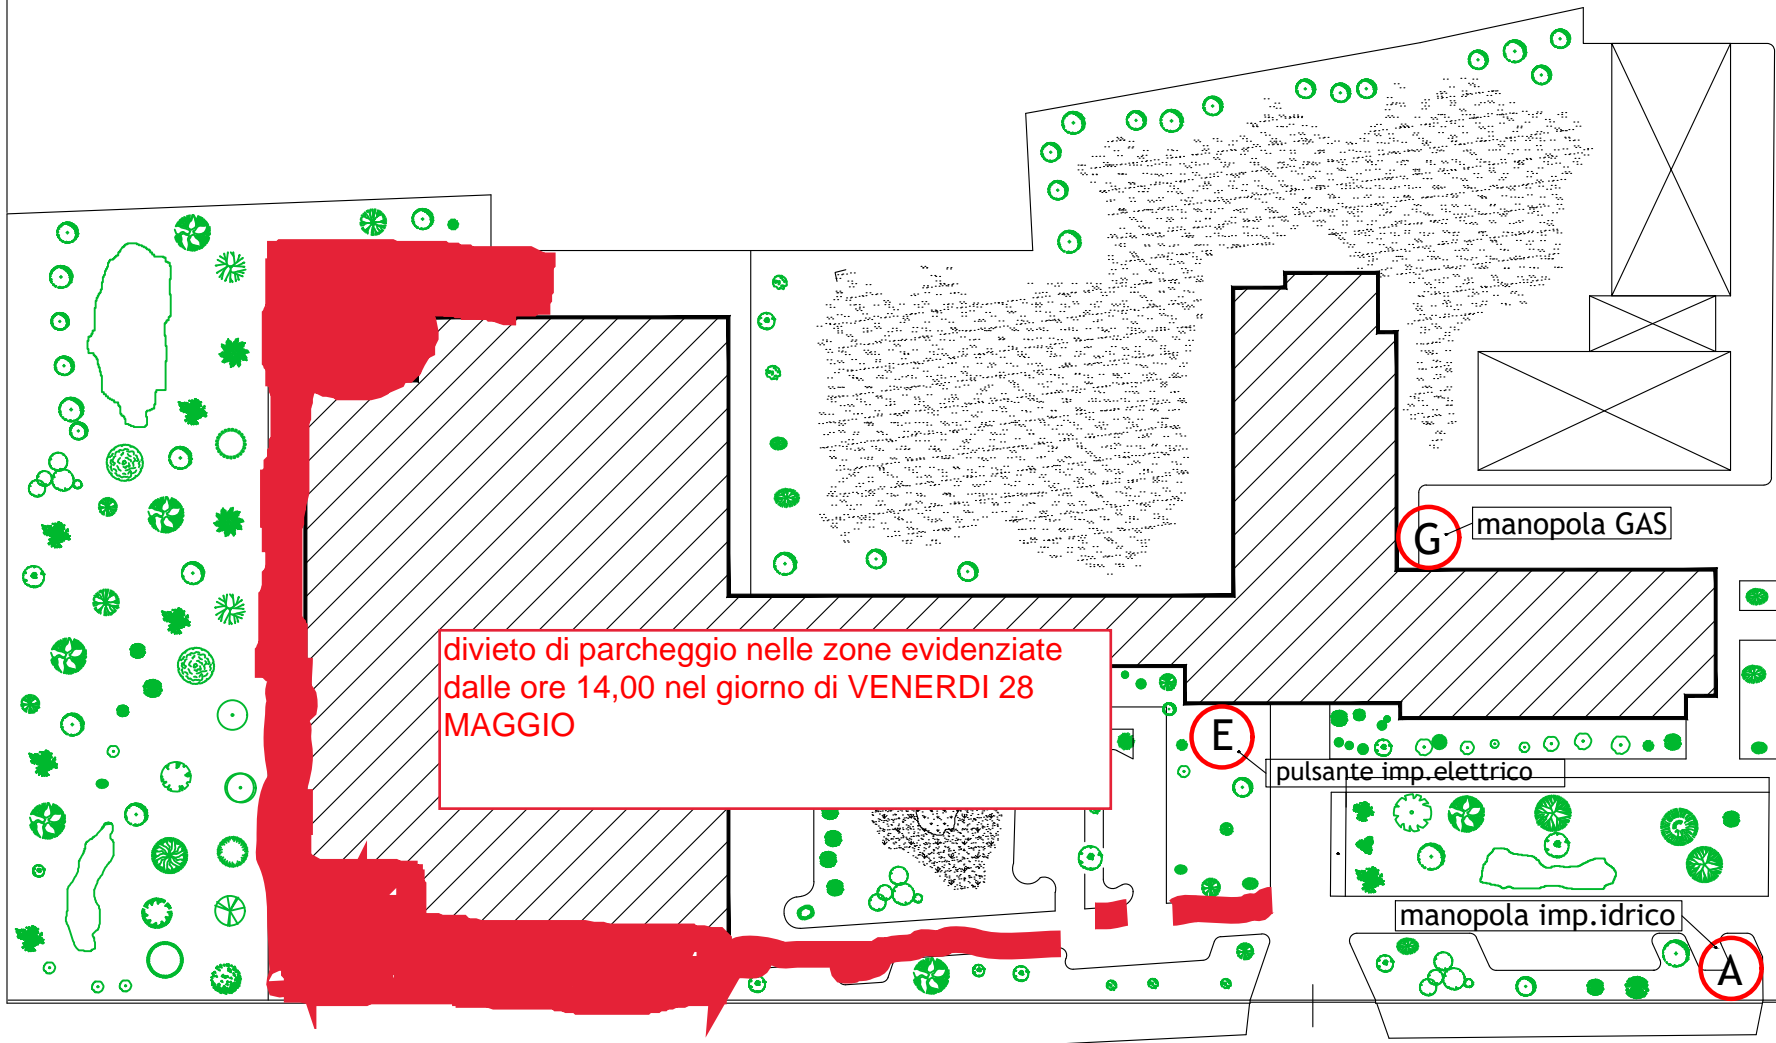 G
manopola GAS
divieto di parcheggio nelle zone evidenziate
dalle ore 14,00 nel giorno di VENERDI 28
MAGGIO
E
pulsante imp.elettrico
manopola imp.idrico
A